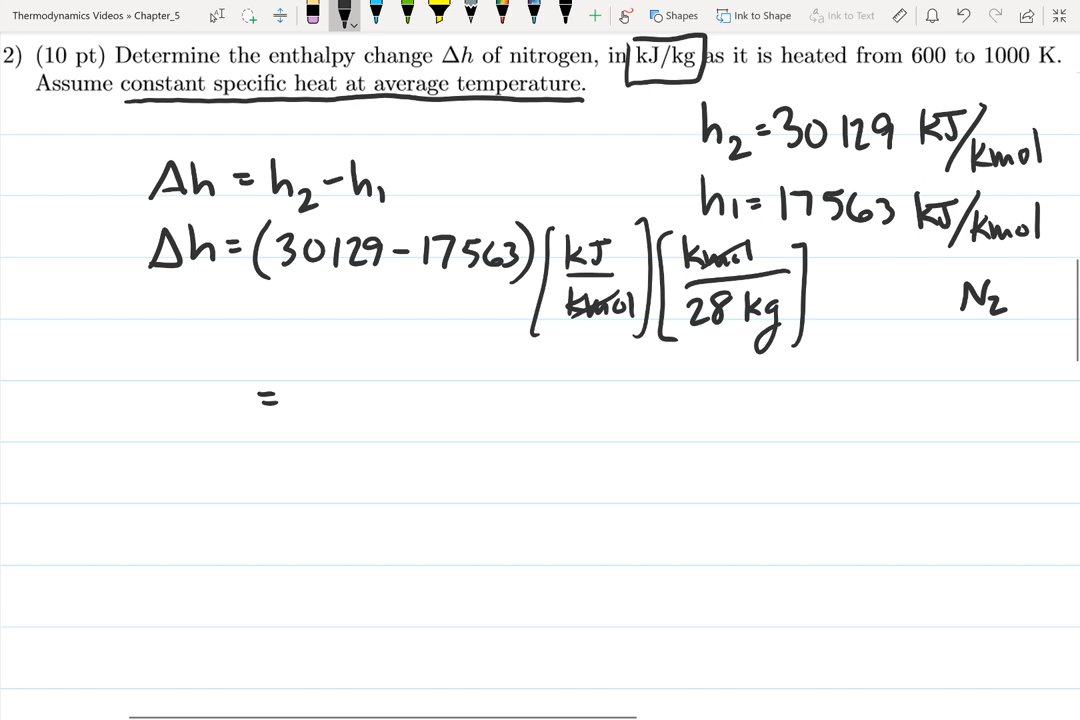 Thermodynamics Videos » Chapter_5 Shapes Ink to Shape Ink to Text
2) (10 pt) Determine the enthalpy change Δh of nitrogen, in kJ/kg as it is heated from 600 to 1000 K.
Assume constant specific heat at average temperature.
h₂ = 30129 kJ/kmol
Δh = h₂ - h₁
h₁ = 17563 kJ/kmol
Δh = (30129 - 17563) [kJ/kmol] [kmol/28 kg]
N₂
=